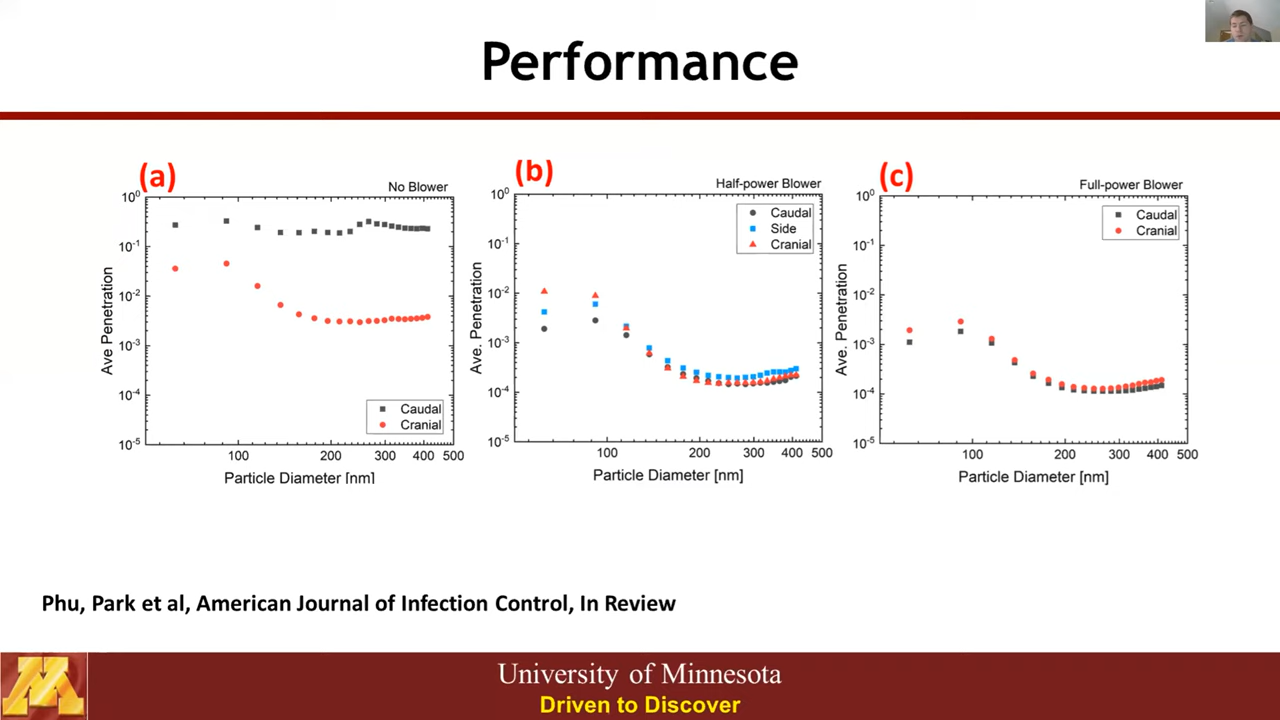 Performance
(a)
No Blower
10⁰
10⁻¹
10⁻²
10⁻³
10⁻⁴
10⁻⁵
Ave Penetration
Caudal
Cranial
100 200 300 400 500
Particle Diameter [nm]
(b)
Half-power Blower
Caudal
Side
Cranial
10⁰
10⁻¹
10⁻²
10⁻³
10⁻⁴
10⁻⁵
Ave. Penetration
100 200 300 400 500
Particle Diameter [nm]
(c)
Full-power Blower
Caudal
Cranial
10⁰
10⁻¹
10⁻²
10⁻³
10⁻⁴
10⁻⁵
Ave. Penetration
100 200 300 400 500
Particle Diameter [nm]
Phu, Park et al, American Journal of Infection Control, In Review
M
University of Minnesota
Driven to Discover